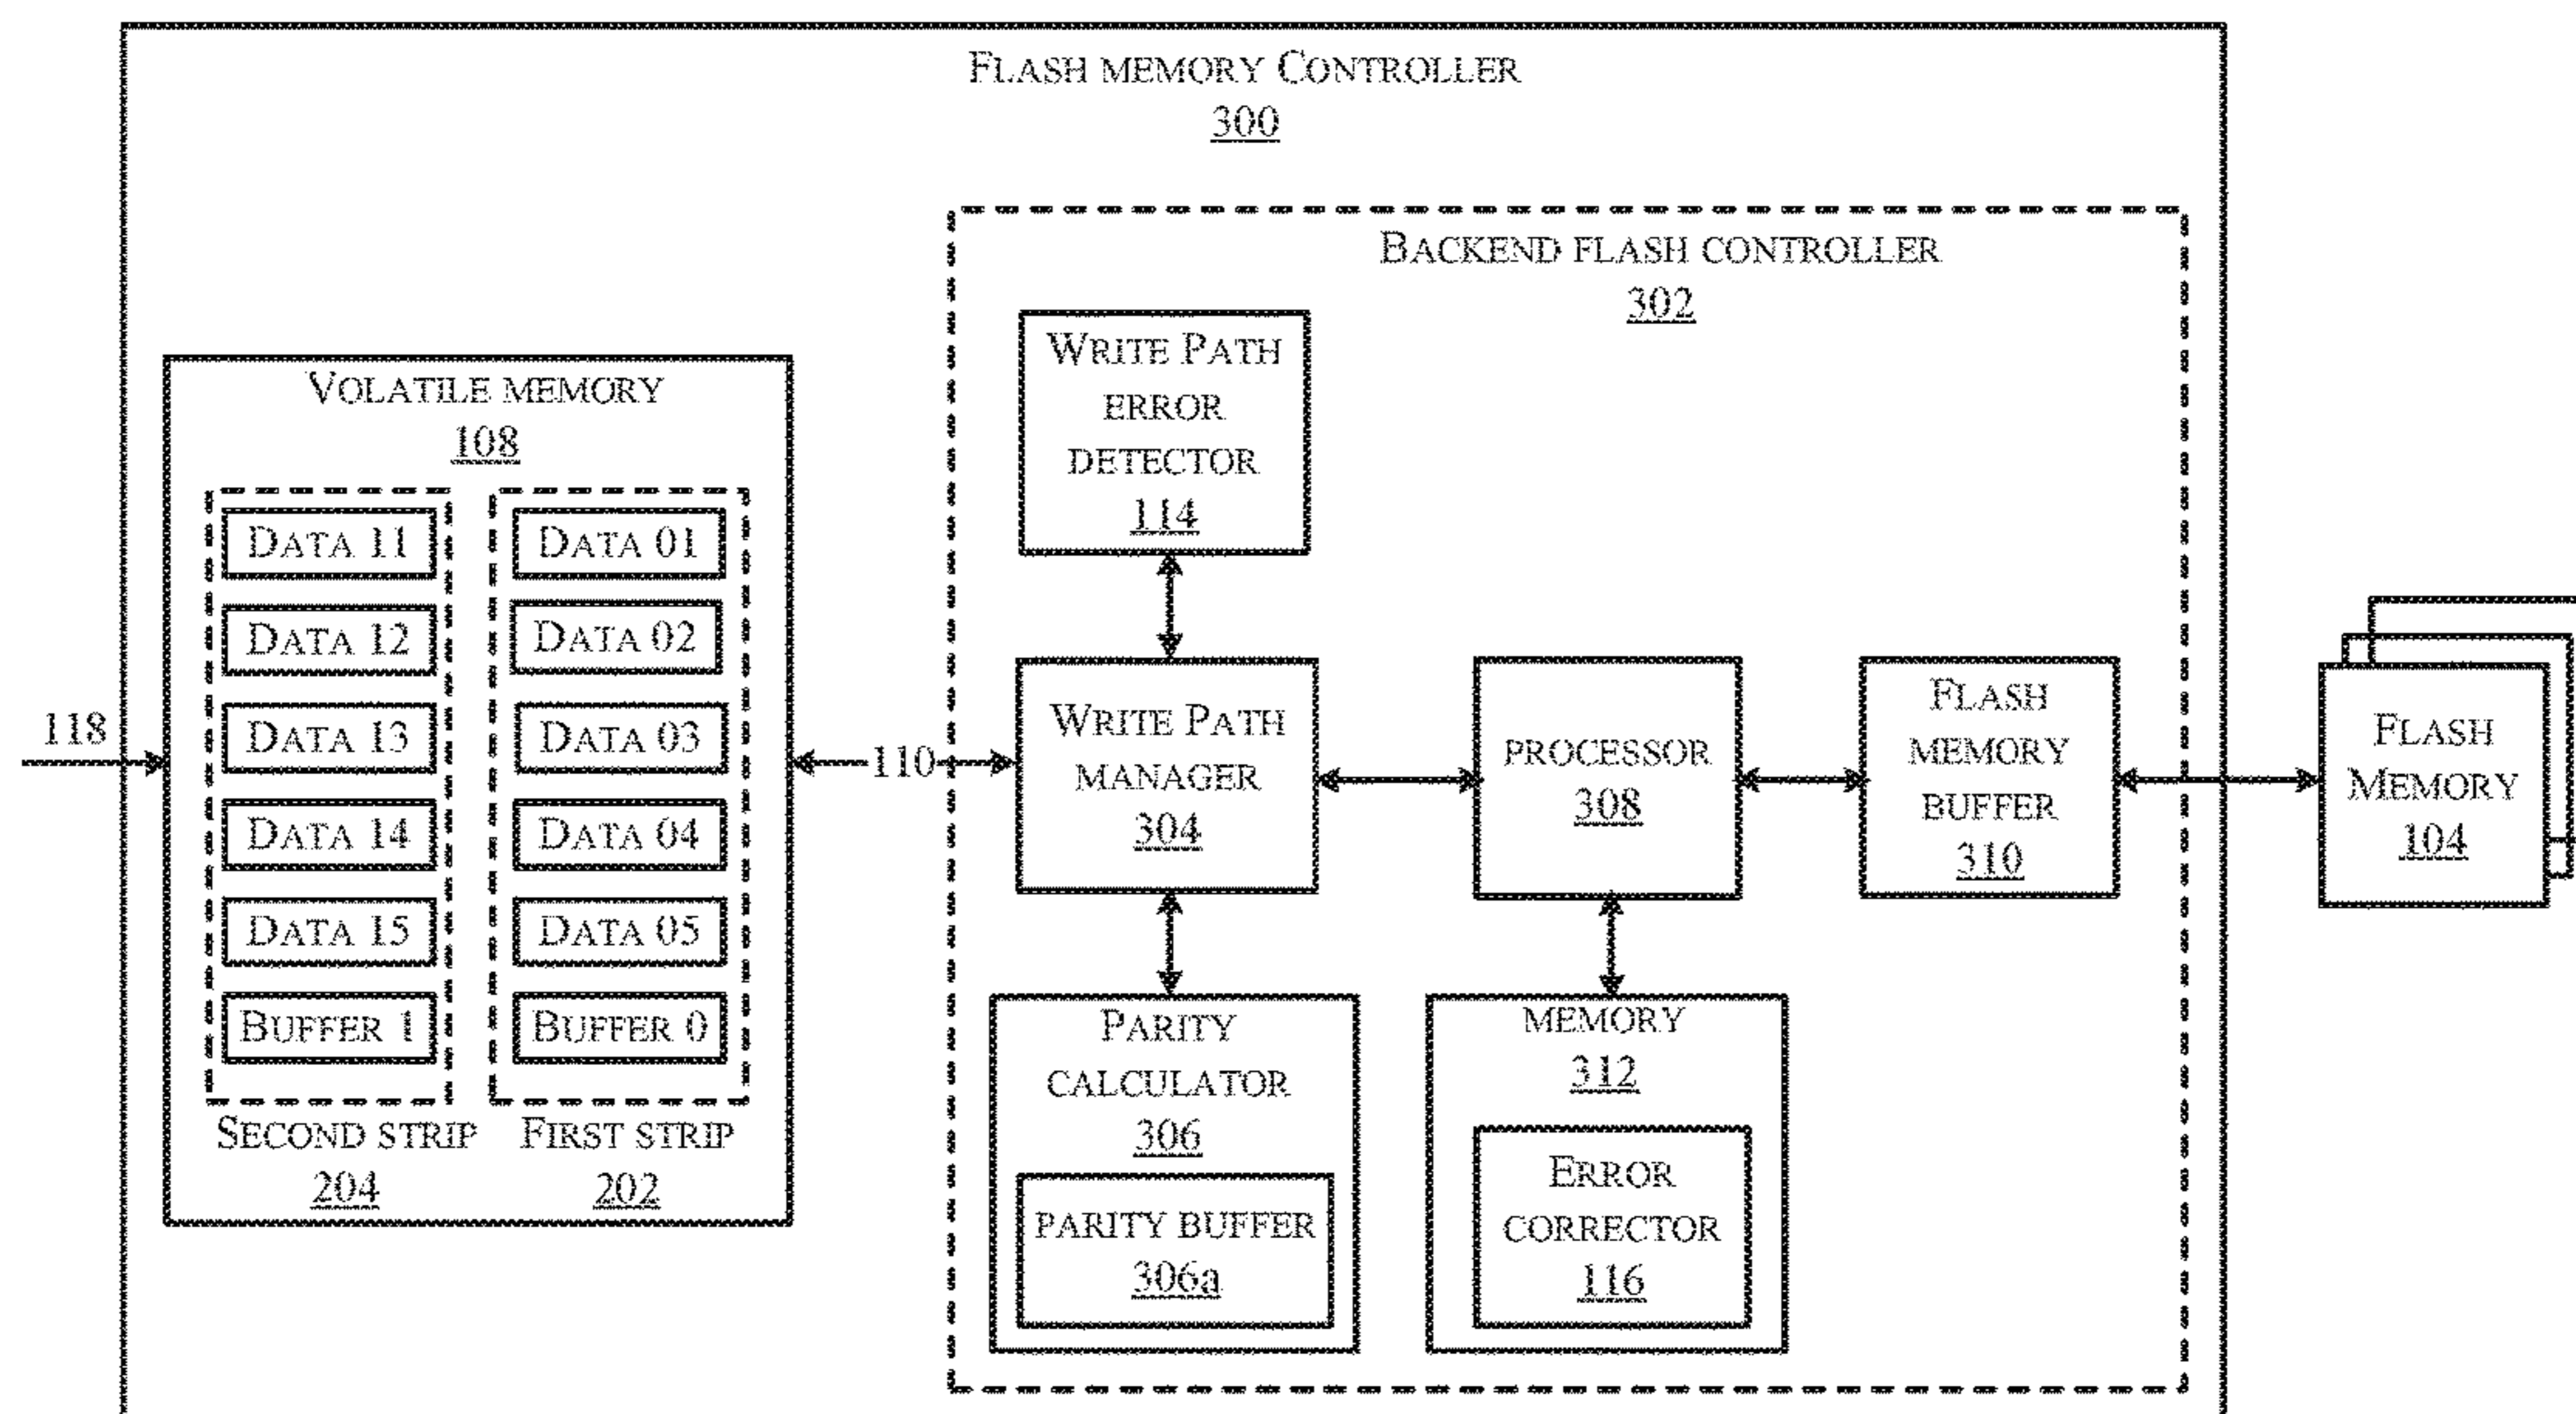 FLASH MEMORY CONTROLLER
300
BACKEND FLASH CONTROLLER
302
WRITE PATH
ERROR
DETECTOR
114
VOLATILE MEMORY
108
DATA 11
DATA 12
DATA 13
DATA 14
DATA 15
BUFFER 1
SECOND STRIP
204
DATA 01
DATA 02
DATA 03
DATA 04
DATA 05
BUFFER 0
FIRST STRIP
202
118
110
WRITE PATH
MANAGER
304
PROCESSOR
308
FLASH
MEMORY
BUFFER
310
FLASH
MEMORY
104
PARITY
CALCULATOR
306
PARITY BUFFER
306a
MEMORY
312
ERROR
CORRECTOR
116